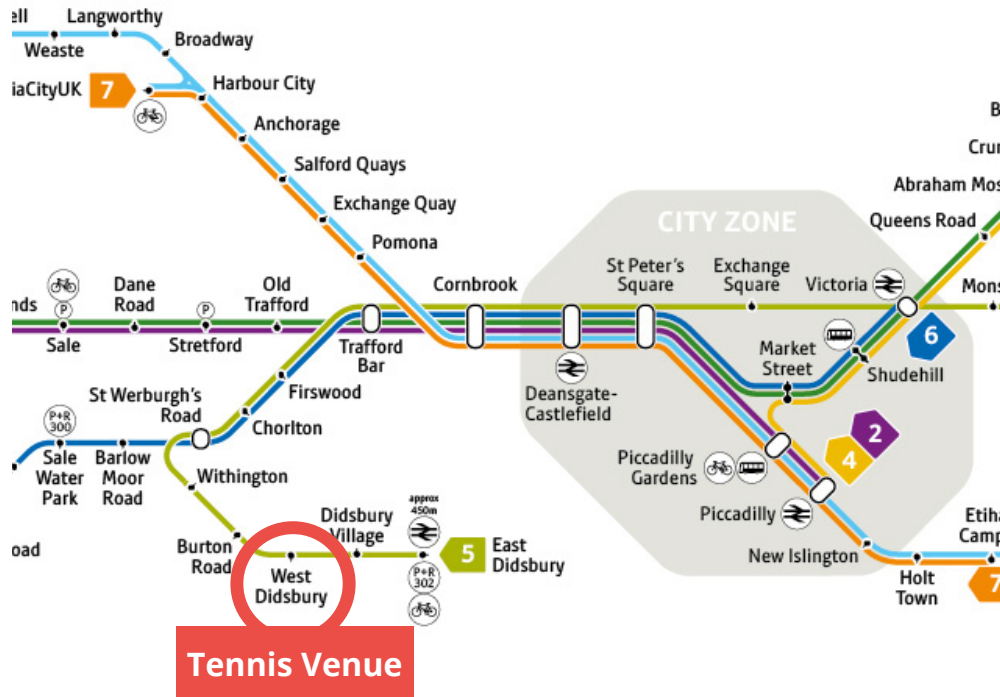 ell
Langworthy
Weaste
Broadway
iaCityUK
7
Harbour City
Anchorage
Salford Quays
Exchange Quay
Pomona
CITY ZONE
B
Crur
Abraham Mos
Queens Road
nds
P
Sale
Dane
Road
P
Stretford
Old
Trafford
Trafford
Bar
Cornbrook
Deansgate-
Castlefield
St Peter's
Square
Exchange
Square
Victoria
Mons
6
Market
Street
Shudehill
2
4
Piccadilly
Gardens
Piccadilly
New Islington
Holt
Town
Etiha
Camp
7
Firswood
Chorlton
St Werburgh's
Road
P+R
300
Sale
Water
Park
Barlow
Moor
Road
oad
Withington
Burton
Road
West
Didsbury
Didsbury
Village
approx
450m
5
East
Didsbury
P+R
302
Tennis Venue